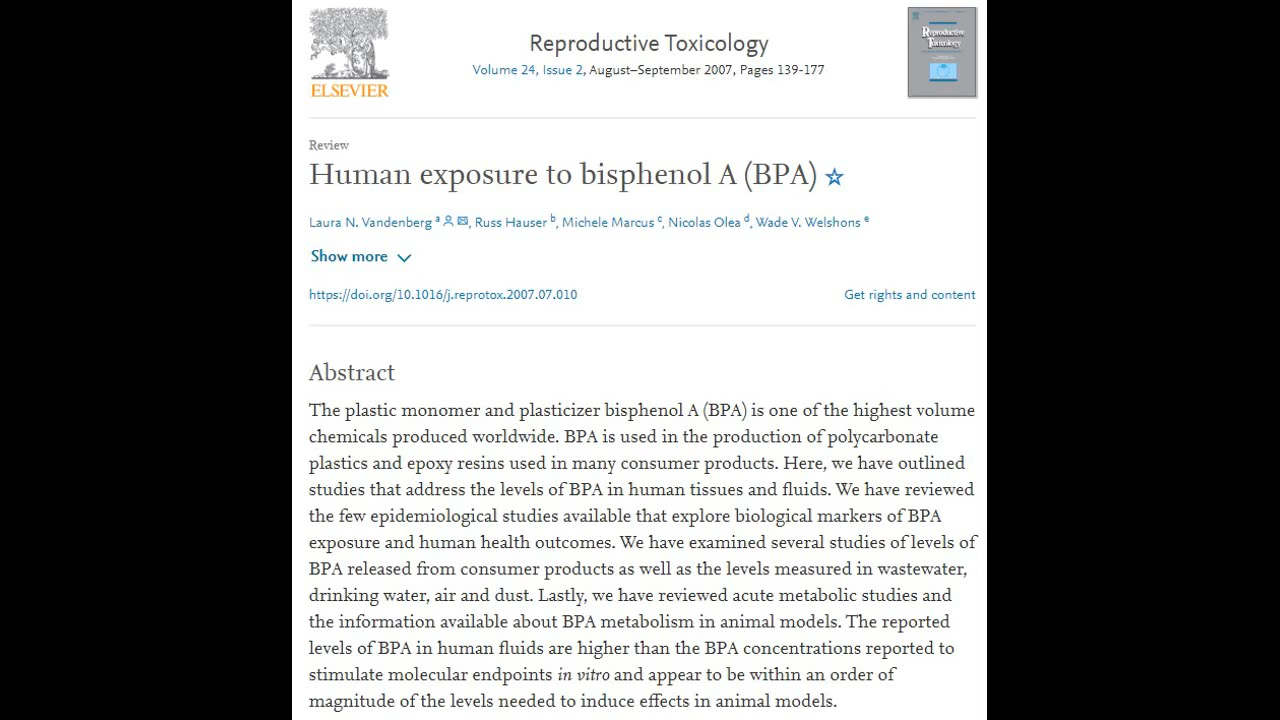 ELSEVIER
Reproductive Toxicology
Volume 24, Issue 2, August–September 2007, Pages 139-177
Reproductive
Toxicology
Review
Human exposure to bisphenol A (BPA) ☆
Laura N. Vandenberg a, Russ Hauser b, Michele Marcus c, Nicolas Olea d, Wade V. Welshons e
Show more
https://doi.org/10.1016/j.reprotox.2007.07.010
Get rights and content
Abstract
The plastic monomer and plasticizer bisphenol A (BPA) is one of the highest volume
chemicals produced worldwide. BPA is used in the production of polycarbonate
plastics and epoxy resins used in many consumer products. Here, we have outlined
studies that address the levels of BPA in human tissues and fluids. We have reviewed
the few epidemiological studies available that explore biological markers of BPA
exposure and human health outcomes. We have examined several studies of levels of
BPA released from consumer products as well as the levels measured in wastewater,
drinking water, air and dust. Lastly, we have reviewed acute metabolic studies and
the information available about BPA metabolism in animal models. The reported
levels of BPA in human fluids are higher than the BPA concentrations reported to
stimulate molecular endpoints in vitro and appear to be within an order of
magnitude of the levels needed to induce effects in animal models.